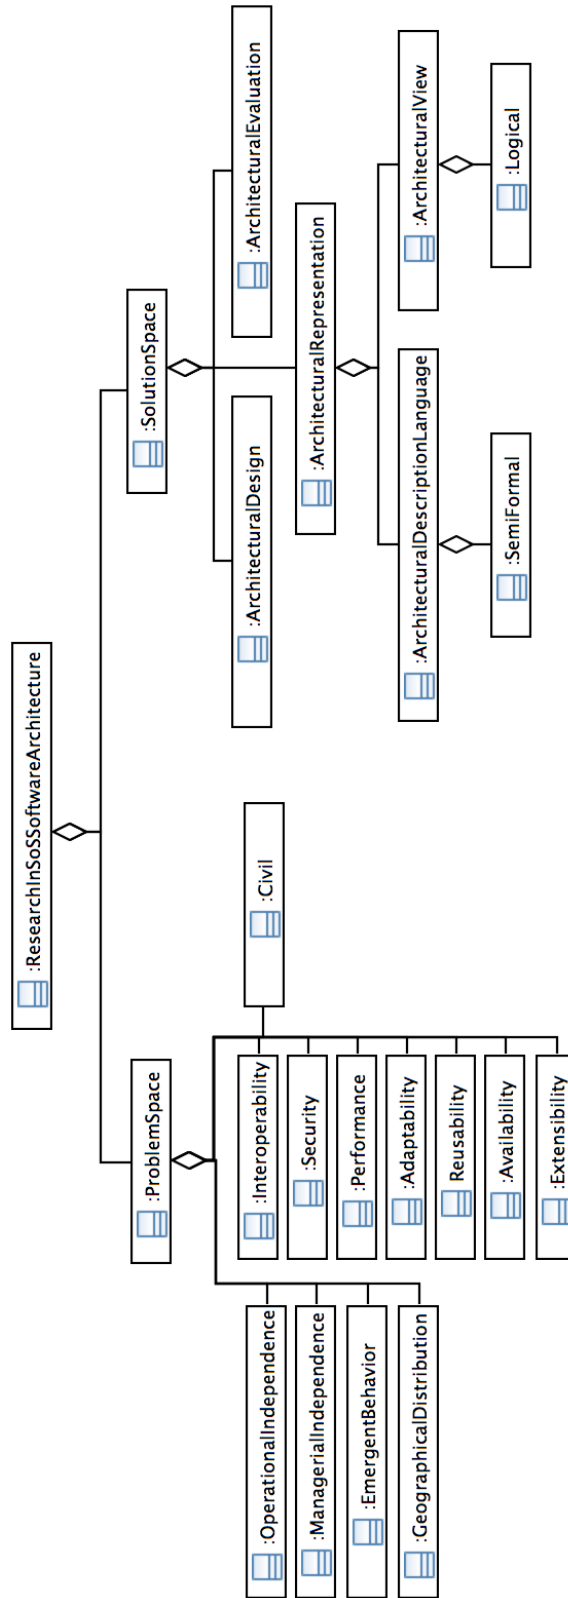 :ResearchInSoSSoftwareArchitecture
:ProblemSpace
:SolutionSpace
:OperationalIndependence
:ManagerialIndependence
:EmergentBehavior
:GeographicalDistribution
:Interoperability
:Security
:Performance
:Adaptability
Reusability
:Availability
:Extensibility
:Civil
:ArchitecturalDesign
:ArchitecturalEvaluation
:ArchitecturalRepresentation
:ArchitecturalDescriptionLanguage
:ArchitecturalView
:SemiFormal
:Logical